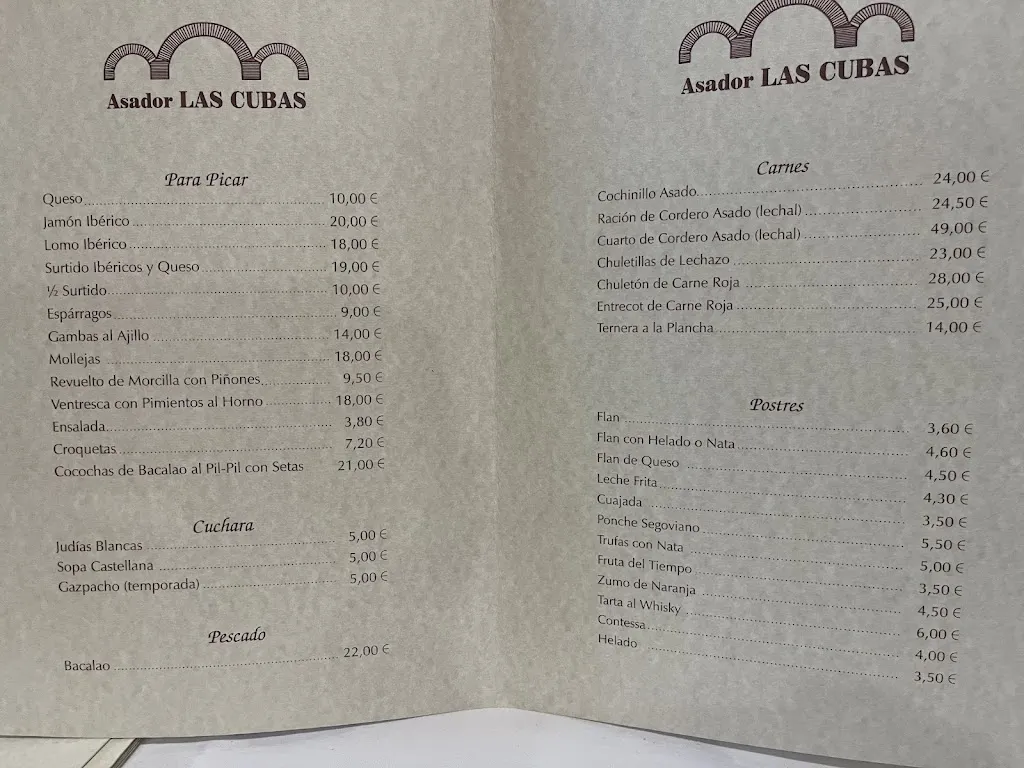 Asador LAS CUBAS
Para Picar
Queso 10,00 €
Jamón Ibérico 20,00 €
Lomo Ibérico 18,00 €
Surtido Ibéricos y Queso 19,00 €
½ Surtido 10,00 €
Espárragos 9,00 €
Gambas al Ajillo 14,00 €
Mollejas 18,00 €
Revuelto de Morcilla con Piñones 9,50 €
Ventresca con Pimientos al Horno 18,00 €
Ensalada 3,80 €
Croquetas 7,20 €
Cocochas de Bacalao al Pil-Pil con Setas 21,00 €
Cuchara
Judías Blancas 5,00 €
Sopa Castellana 5,00 €
Gazpacho (temporada) 5,00 €
Pescado
Bacalao 22,00 €
Asador LAS CUBAS
Carnes
Cochinillo Asado 24,00 €
Ración de Cordero Asado (lechal) 24,50 €
Cuarto de Cordero Asado (lechal) 49,00 €
Chuletillas de Lechazo 23,00 €
Chuletón de Carne Roja 28,00 €
Entrecot de Carne Roja 25,00 €
Ternera a la Plancha 14,00 €
Postres
Flan 3,60 €
Flan con Helado o Nata 4,60 €
Flan de Queso 4,50 €
Leche Frita 4,30 €
Cuajada 3,50 €
Ponche Segoviano 5,50 €
Trufas con Nata 5,00 €
Fruta del Tiempo 3,50 €
Zumo de Naranja 4,50 €
Tarta al Whisky 6,00 €
Contessa 4,00 €
Helado 3,50 €